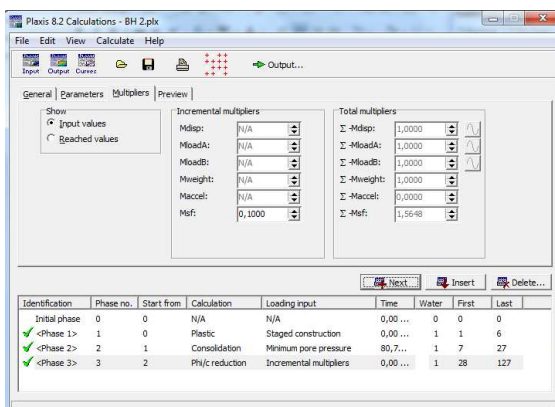 Plaxis 8.2 Calculations - BH 2.plx
File Edit View Calculate Help
Input Output Curves Output...
General Parameters Multipliers Preview
Show
Input values
Reached values
Incremental multipliers
Mdisp: N/A
MloadA: N/A
MloadB: N/A
Mweight: N/A
Maccel: N/A
Msf: 0,1000
Total multipliers
Σ -Mdisp: 1,0000
Σ -MloadA: 1,0000
Σ -MloadB: 1,0000
Σ -Mweight: 1,0000
Σ -Maccel: 0,0000
Σ -Msf: 1,5648
Next Insert Delete...
Identification Phase no. Start from Calculation Loading input Time Water First Last
Initial phase 0 0 N/A N/A 0,00 ... 0 0 0
<Phase 1> 1 0 Plastic Staged construction 0,00 ... 1 1 6
<Phase 2> 2 1 Consolidation Minimum pore pressure 80,7... 1 7 27
<Phase 3> 3 2 Phi/c reduction Incremental multipliers 0,00 ... 1 28 127